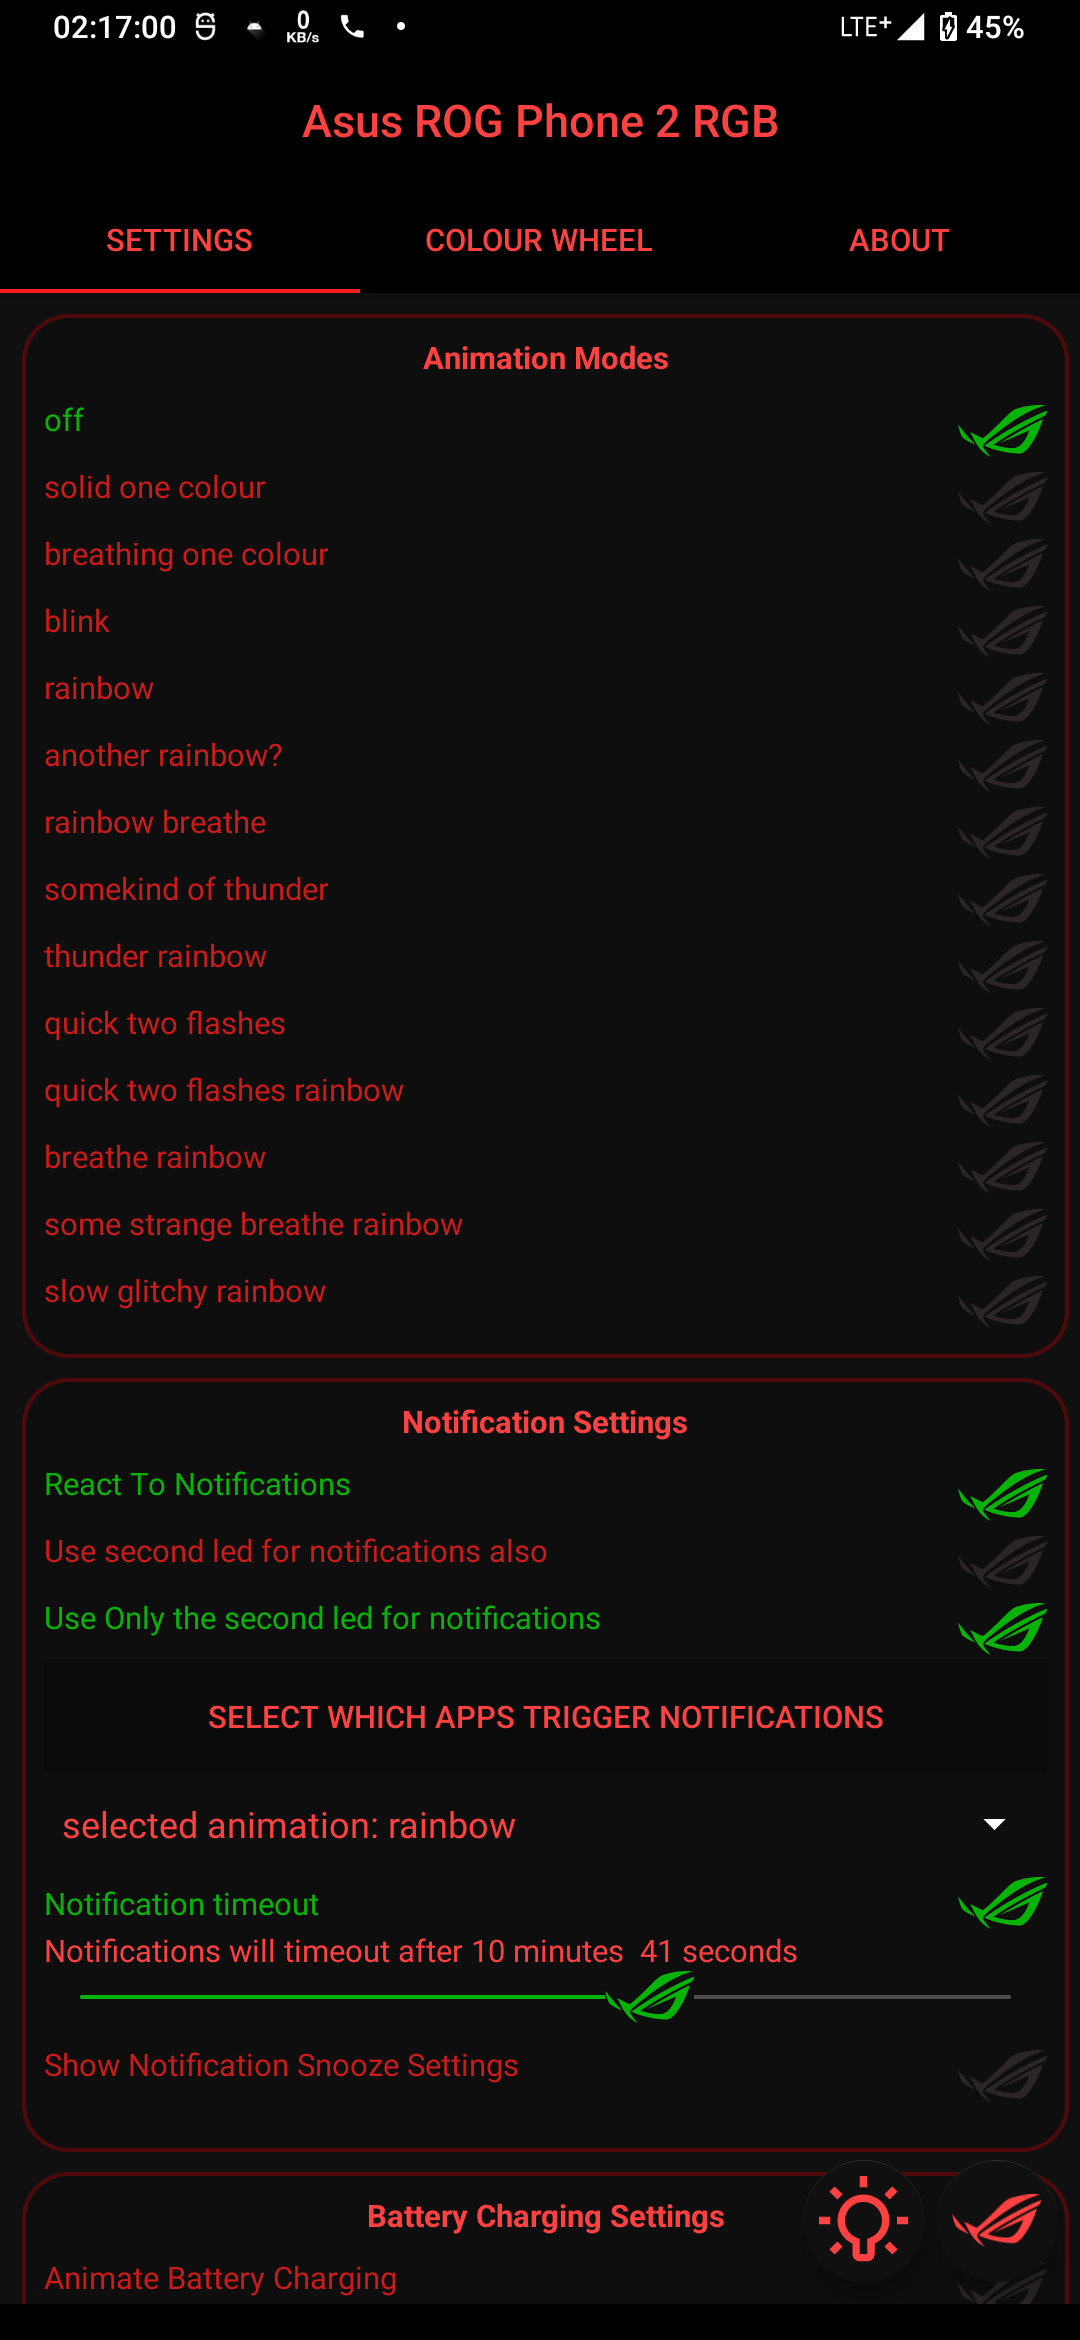 02:17:00 0 KB/s LTE+ 45%
Asus ROG Phone 2 RGB
SETTINGS COLOUR WHEEL ABOUT
Animation Modes
off
solid one colour
breathing one colour
blink
rainbow
another rainbow?
rainbow breathe
somekind of thunder
thunder rainbow
quick two flashes
quick two flashes rainbow
breathe rainbow
some strange breathe rainbow
slow glitchy rainbow
Notification Settings
React To Notifications
Use second led for notifications also
Use Only the second led for notifications
SELECT WHICH APPS TRIGGER NOTIFICATIONS
selected animation: rainbow
Notification timeout
Notifications will timeout after 10 minutes  41 seconds
Show Notification Snooze Settings
Battery Charging Settings
Animate Battery Charging